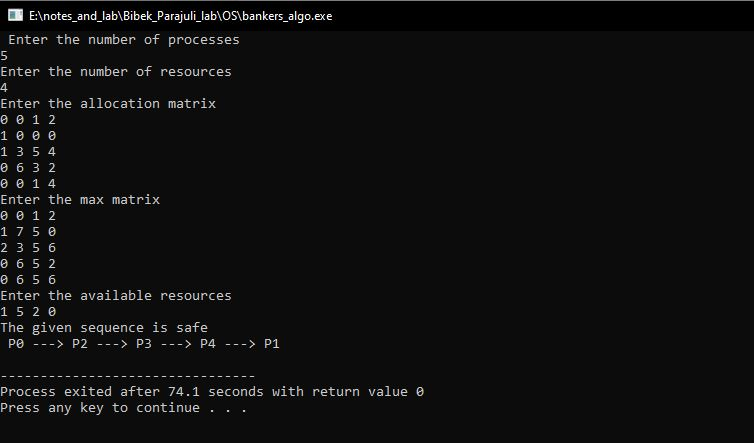 E:\notes_and_lab\Bibek_Parajuli_lab\OS\bankers_algo.exe
Enter the number of processes
5
Enter the number of resources
4
Enter the allocation matrix
0 0 1 2
1 0 0 0
1 3 5 4
0 6 3 2
0 0 1 4
Enter the max matrix
0 0 1 2
1 7 5 0
2 3 5 6
0 6 5 2
0 6 5 6
Enter the available resources
1 5 2 0
The given sequence is safe
P0 ---> P2 ---> P3 ---> P4 ---> P1
--------------------------------
Process exited after 74.1 seconds with return value 0
Press any key to continue . . .